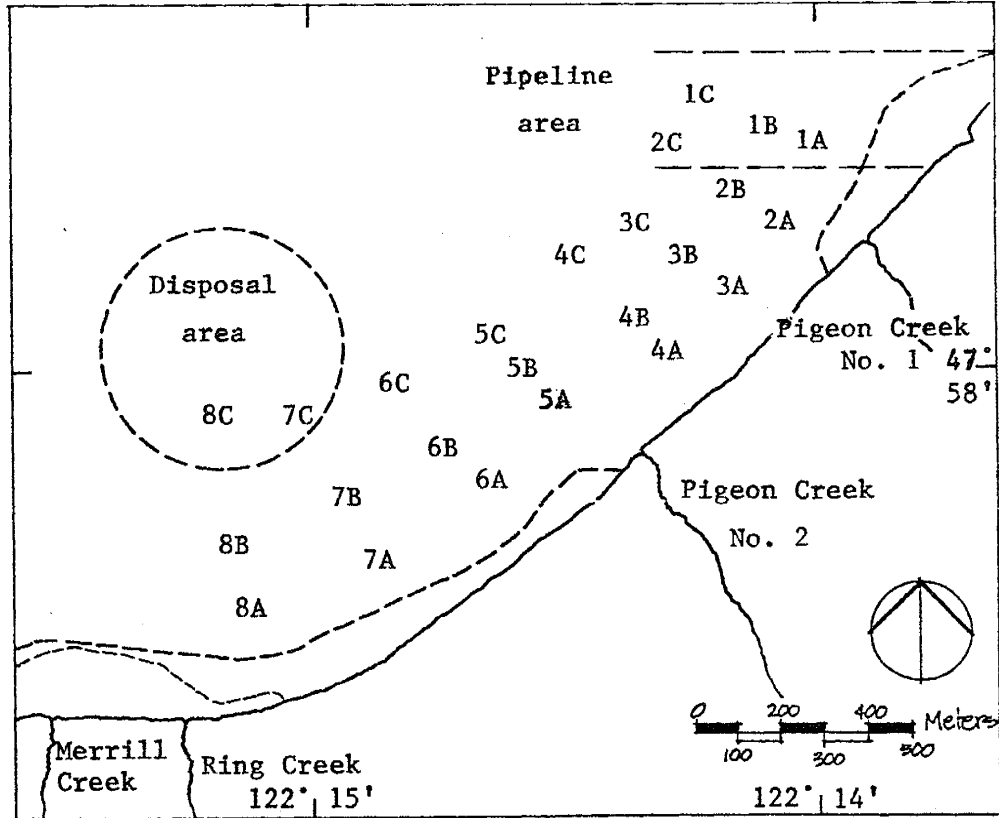 Pipeline
area
1C
1B
1A
2C
2B
2A
3C
3B
3A
4C
4B
4A
Disposal
area
5C
5B
5A
6C
6B
6A
8C
7C
7B
7A
8B
8A
Pigeon Creek
No. 1
47°
58'
Pigeon Creek
No. 2
0 200 400 Meters
100 300 500
Merrill
Creek
Ring Creek
122° 15'
122° 14'